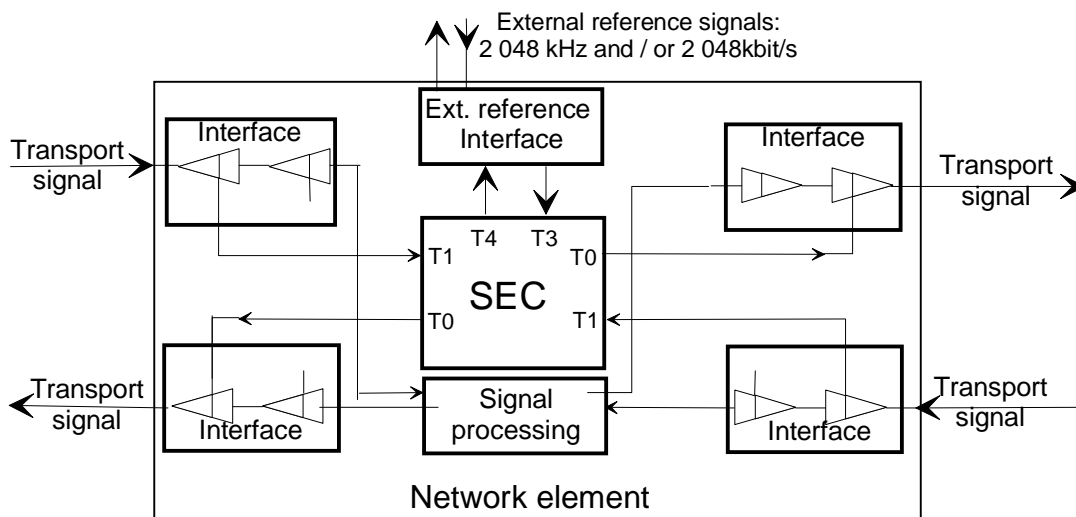 External reference signals:
2 048 kHz and / or 2 048kbit/s
Ext. reference
Interface
Interface
Interface
Transport
signal
Transport
signal
T4
T3
T1
T0
SEC
T0
T1
Transport
signal
Interface
Signal
processing
Interface
Transport
signal
Network element